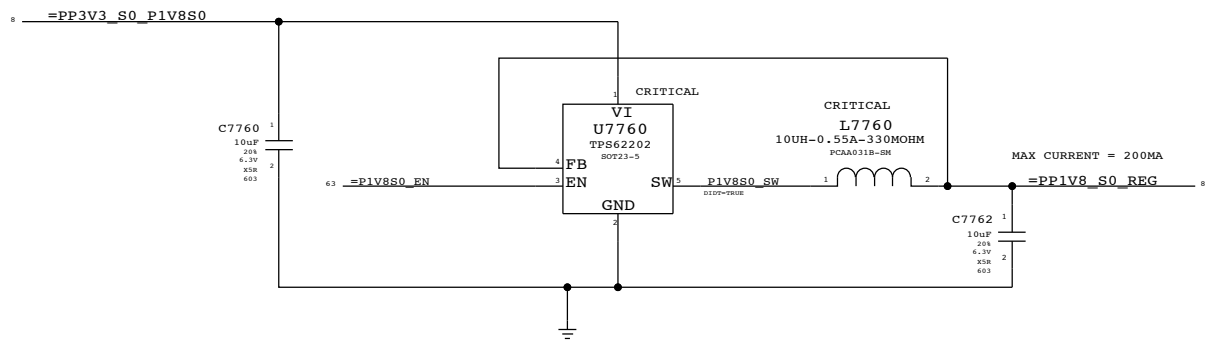 8 =PP3V3_S0_P1V8S0
1 CRITICAL
VI
U7760
TPS62202
SOT23-5
4 FB
63 =P1V8S0_EN 3 EN
SW 5 P1V8S0_SW
DIDT=TRUE
GND
2
C7760 1
10uF
20%
6.3V 2
X5R
603
CRITICAL
L7760
10UH-0.55A-330MOHM
PCAA031B-SM
1 2
MAX CURRENT = 200MA
=PP1V8_S0_REG 8
C7762 1
10uF
20%
6.3V
X5R 2
603